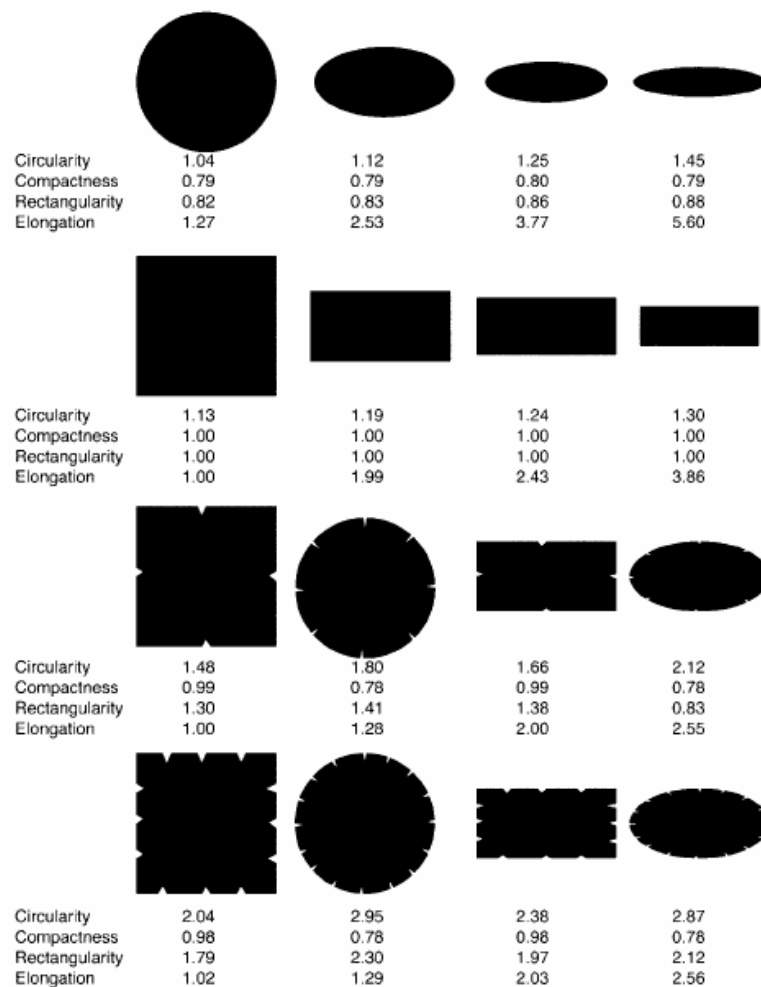 Circularity 1.04 1.12 1.25 1.45
Compactness 0.79 0.79 0.80 0.79
Rectangularity 0.82 0.83 0.86 0.88
Elongation 1.27 2.53 3.77 5.60
Circularity 1.13 1.19 1.24 1.30
Compactness 1.00 1.00 1.00 1.00
Rectangularity 1.00 1.00 1.00 1.00
Elongation 1.00 1.99 2.43 3.86
Circularity 1.48 1.80 1.66 2.12
Compactness 0.99 0.78 0.99 0.78
Rectangularity 1.30 1.41 1.38 0.83
Elongation 1.00 1.28 2.00 2.55
Circularity 2.04 2.95 2.38 2.87
Compactness 0.98 0.78 0.98 0.78
Rectangularity 1.79 2.30 1.97 2.12
Elongation 1.02 1.29 2.03 2.56